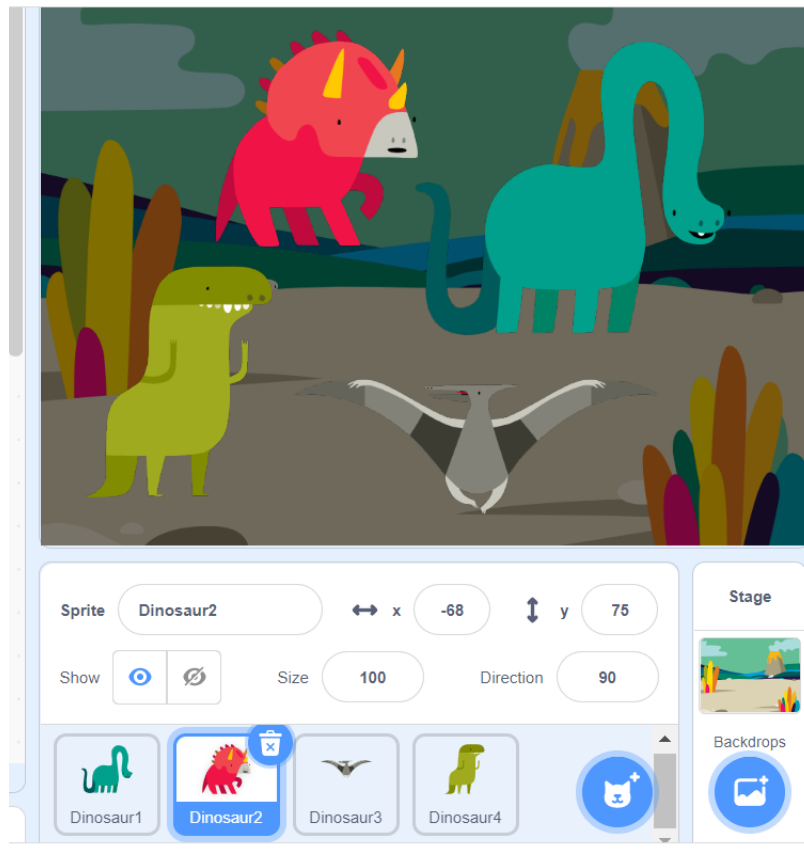 Sprite Dinosaur2 x -68 y 75
Show Size 100 Direction 90
Stage
Backdrops
Dinosaur1 Dinosaur2 Dinosaur3 Dinosaur4